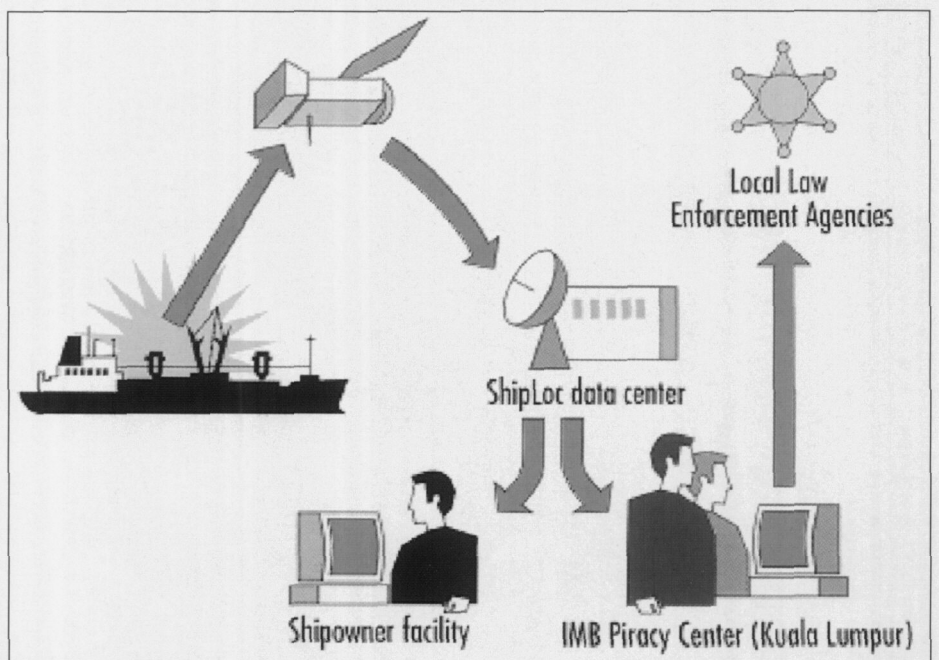 Local Law
Enforcement Agencies
ShipLoc data center
Shipowner facility
IMB Piracy Center (Kuala Lumpur)